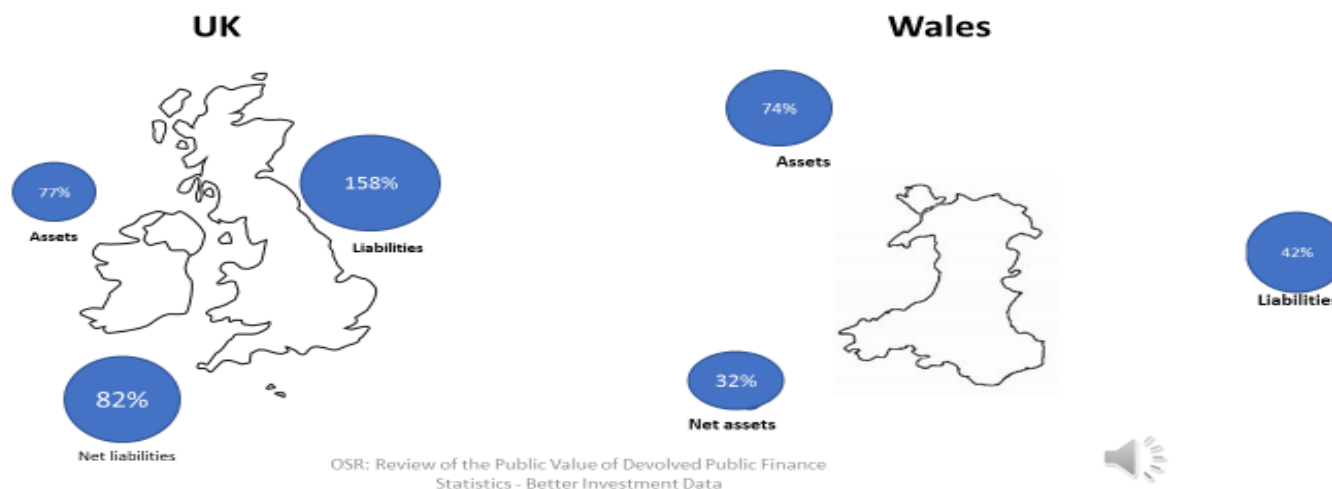 UK
77%
Assets
158%
Liabilities
82%
Net liabilities
Wales
74%
Assets
42%
Liabilities
32%
Net assets
OSR: Review of the Public Value of Devolved Public Finance
Statistics - Better Investment Data